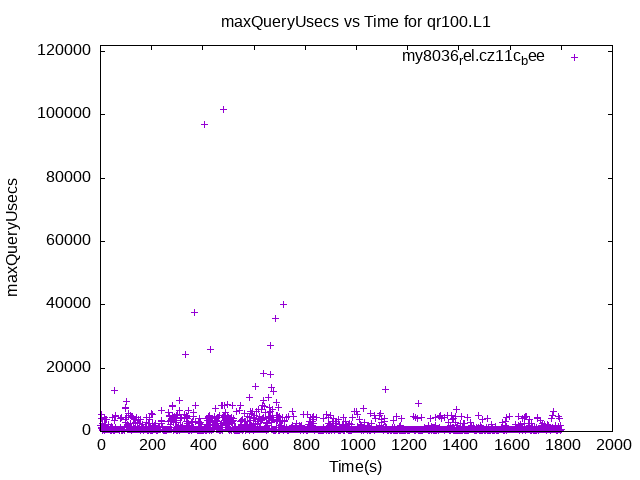 maxQueryUsecs vs Time for qr100.L1
my8036rel.cz11cbee
120000
100000
80000
60000
40000
20000
0
maxQueryUsecs
0 200 400 600 800 1000 1200 1400 1600 1800 2000
Time(s)